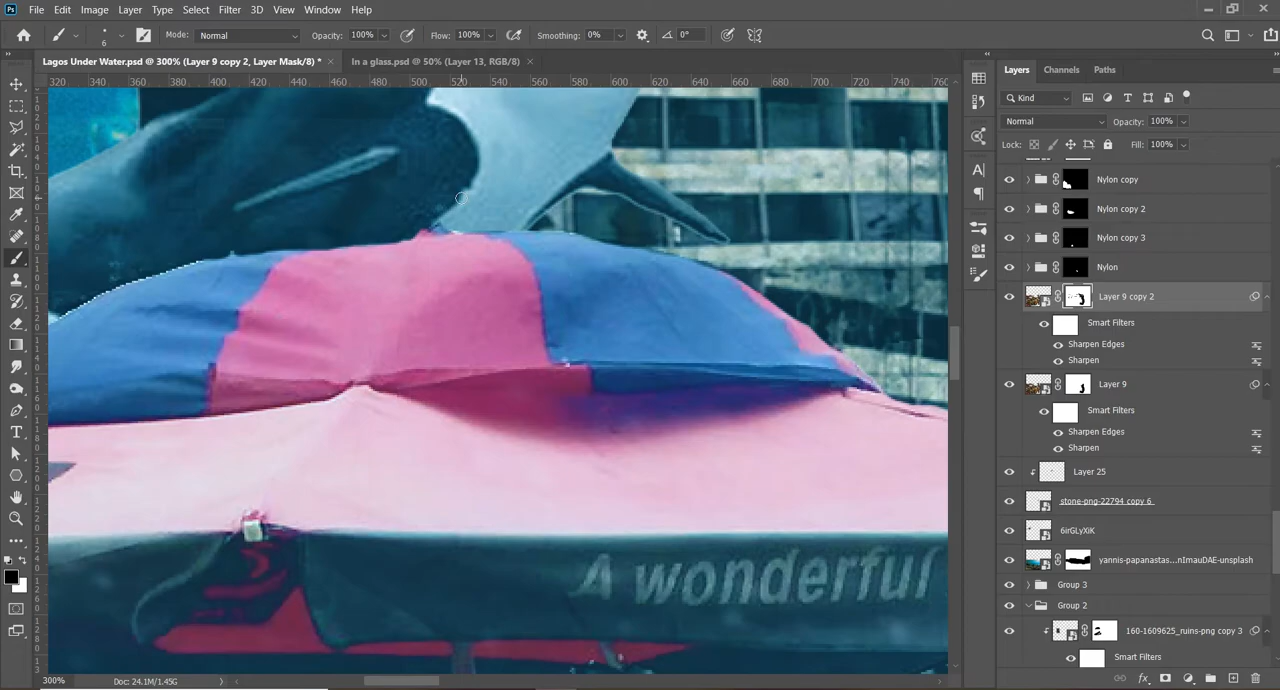 Ps File Edit Image Layer Type Select Filter 3D View Window Help
6 Mode: Normal Opacity: 100% Flow: 100% Smoothing: 0% 0°
Lagos Under Water.psd @ 300% (Layer 9 copy 2, Layer Mask/8) * × In a glass.psd @ 50% (Layer 13, RGB/8) ×
320 340 360 380 400 420 440 460 480 500 520 540 560 580 600 620 640 660 680 700 720 740 760
A wonderful
300% Doc: 24.1M/1.45G
Layers Channels Paths
Kind
Normal Opacity: 100%
Lock: Fill: 100%
Nylon copy
Nylon copy 2
Nylon copy 3
Nylon
Layer 9 copy 2
Smart Filters
Sharpen Edges
Sharpen
Layer 9
Smart Filters
Sharpen Edges
Sharpen
Layer 25
stone-png-22794 copy 6
6irGLyXiK
yannis-papanastas...nImauDAE-unsplash
Group 3
Group 2
160-1609625_ruins-png copy 3
Smart Filters